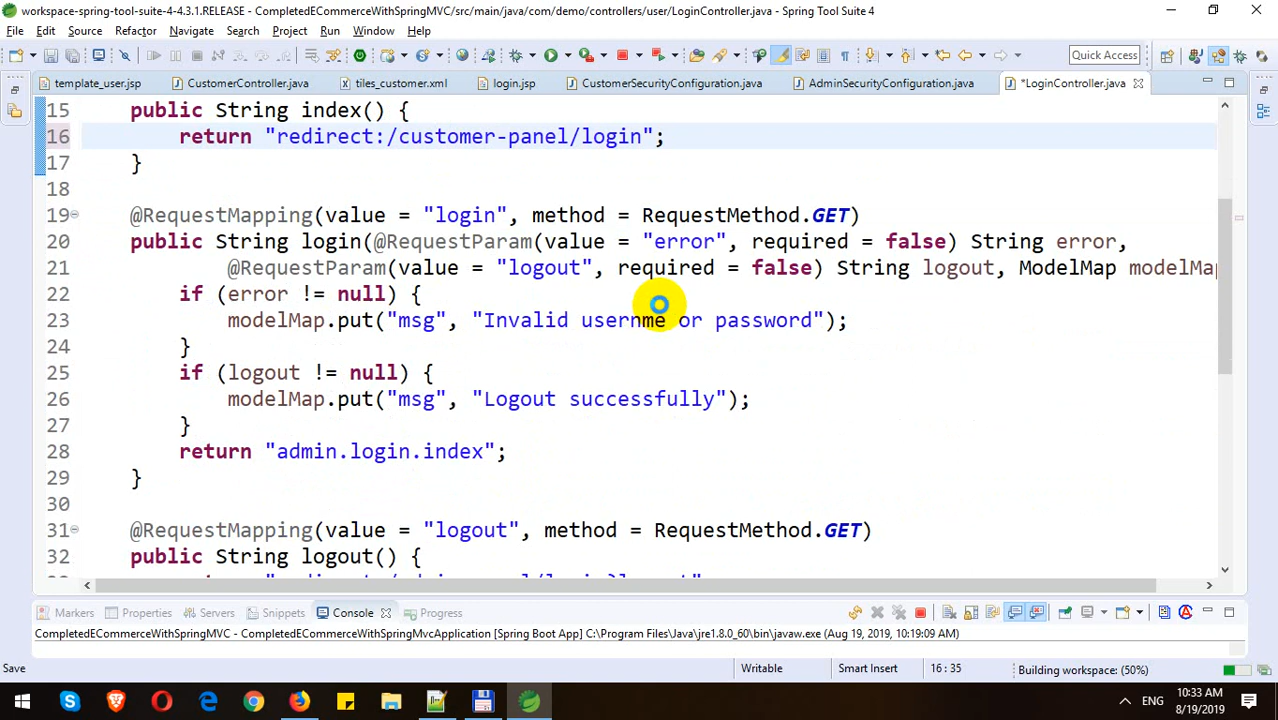 workspace-spring-tool-suite-4-4.3.1.RELEASE - CompletedECommerceWithSpringMVC/src/main/java/com/demo/controllers/user/LoginController.java - Spring Tool Suite 4
File Edit Source Refactor Navigate Search Project Run Window Help
Quick Access
template_user.jsp CustomerController.java tiles_customer.xml login.jsp CustomerSecurityConfiguration.java AdminSecurityConfiguration.java *LoginController.java
15 public String index() {
16 return "redirect:/customer-panel/login";
17 }
18
19 @RequestMapping(value = "login", method = RequestMethod.GET)
20 public String login(@RequestParam(value = "error", required = false) String error,
21 @RequestParam(value = "logout", required = false) String logout, ModelMap modelMap
22 if (error != null) {
23 modelMap.put("msg", "Invalid usernme or password");
24 }
25 if (logout != null) {
26 modelMap.put("msg", "Logout successfully");
27 }
28 return "admin.login.index";
29 }
30
31 @RequestMapping(value = "logout", method = RequestMethod.GET)
32 public String logout() {
Markers Properties Servers Snippets Console Progress
CompletedECommerceWithSpringMVC - CompletedECommerceWithSpringMvcApplication [Spring Boot App] C:\Program Files\Java\jre1.8.0_60\bin\javaw.exe (Aug 19, 2019, 10:19:09 AM)
Save Writable Smart Insert 16 : 35 Building workspace: (50%)
ENG 10:33 AM
8/19/2019